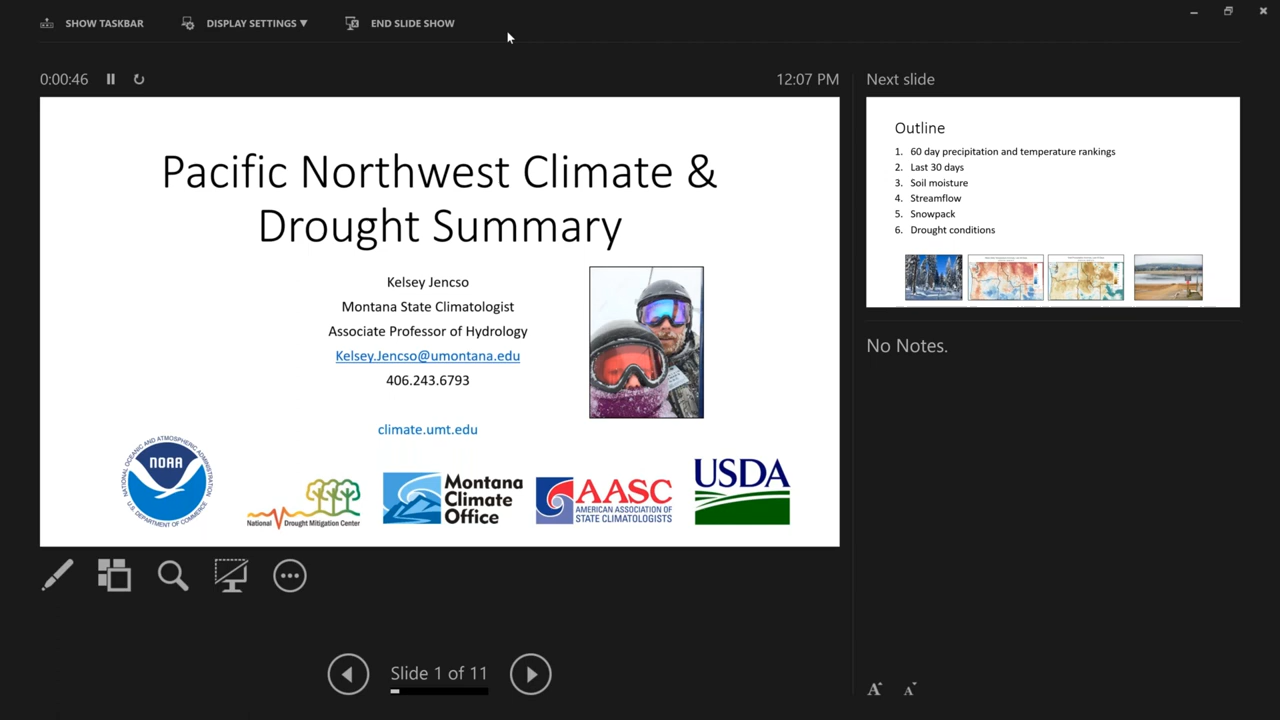 SHOW TASKBAR
DISPLAY SETTINGS ▼
END SLIDE SHOW
0:00:46
12:07 PM
Pacific Northwest Climate &
Drought Summary
Kelsey Jencso
Montana State Climatologist
Associate Professor of Hydrology
Kelsey.Jencso@umontana.edu
406.243.6793
climate.umt.edu
NATIONAL OCEANIC AND ATMOSPHERIC ADMINISTRATION
NOAA
U.S. DEPARTMENT OF COMMERCE
National Drought Mitigation Center
Montana
Climate
Office
AASC
AMERICAN ASSOCIATION OF
STATE CLIMATOLOGISTS
USDA
Slide 1 of 11
Next slide
Outline
1. 60 day precipitation and temperature rankings
2. Last 30 days
3. Soil moisture
4. Streamflow
5. Snowpack
6. Drought conditions
No Notes.
A A